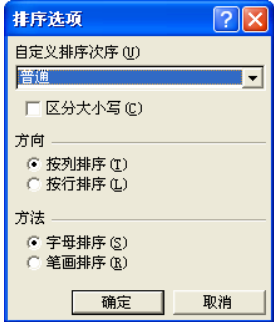 排序选项
自定义排序次序(U)
普通
区分大小写(C)
方向
按列排序(T)
按行排序(L)
方法
字母排序(S)
笔画排序(R)
确定 取消